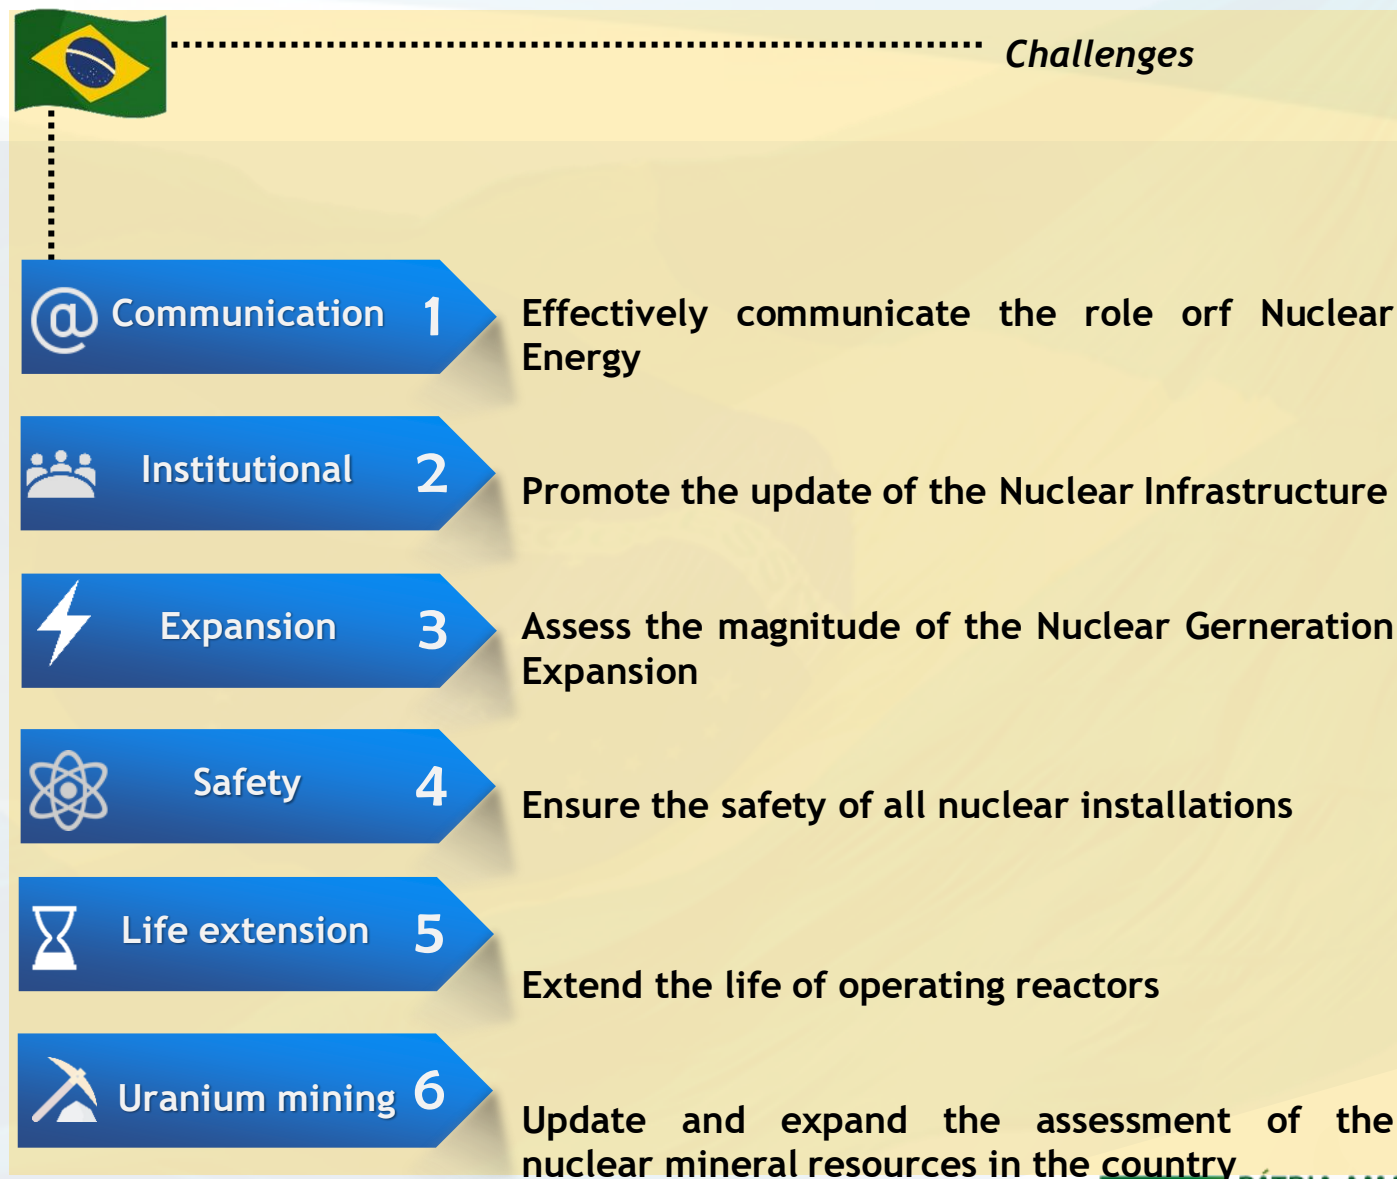 Challenges
@ Communication 1
Effectively communicate the role orf Nuclear
Energy
Institutional 2
Promote the update of the Nuclear Infrastructure
Expansion 3
Assess the magnitude of the Nuclear Gerneration
Expansion
Safety 4
Ensure the safety of all nuclear installations
Life extension 5
Extend the life of operating reactors
Uranium mining 6
Update and expand the assessment of the
nuclear mineral resources in the country